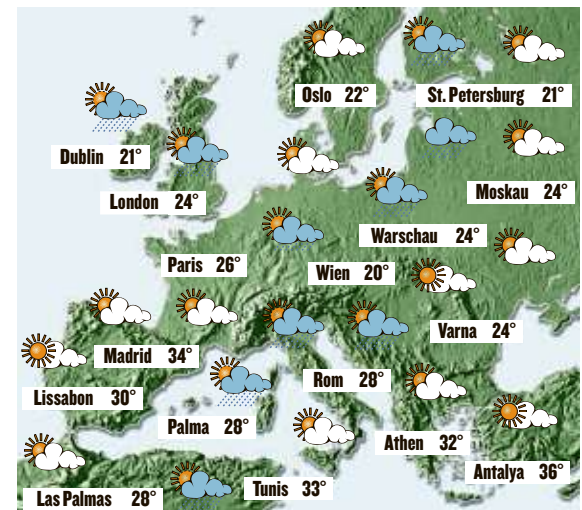 Oslo 22°
St. Petersburg 21°
Dublin 21°
London 24°
Moskau 24°
Warschau 24°
Paris 26°
Wien 20°
Varna 24°
Madrid 34°
Rom 28°
Lissabon 30°
Palma 28°
Athen 32°
Antalya 36°
Las Palmas 28°
Tunis 33°